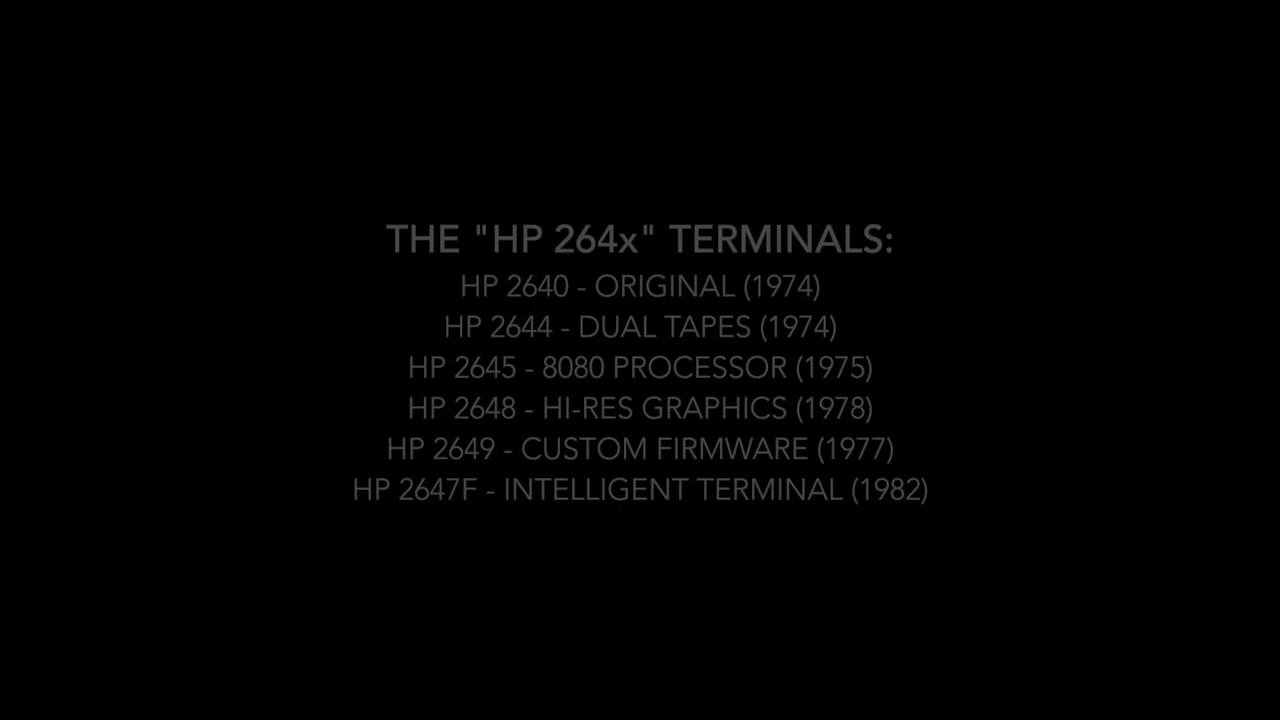 THE "HP 264x" TERMINALS:
HP 2640 - ORIGINAL (1974)
HP 2644 - DUAL TAPES (1974)
HP 2645 - 8080 PROCESSOR (1975)
HP 2648 - HI-RES GRAPHICS (1978)
HP 2649 - CUSTOM FIRMWARE (1977)
HP 2647F - INTELLIGENT TERMINAL (1982)